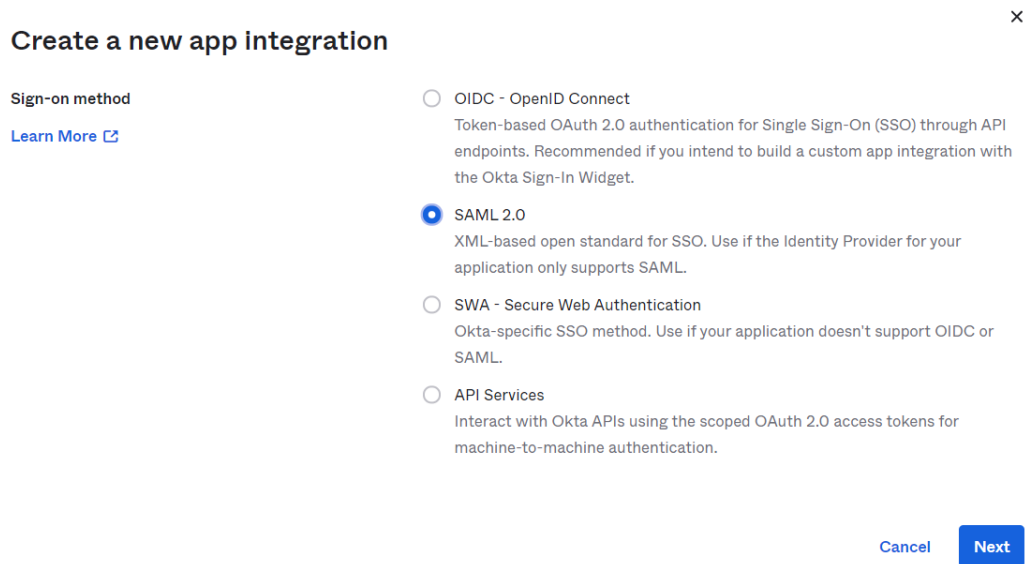 Create a new app integration
Sign-on method
Learn More
OIDC - OpenID Connect
Token-based OAuth 2.0 authentication for Single Sign-On (SSO) through API
endpoints. Recommended if you intend to build a custom app integration with
the Okta Sign-In Widget.
SAML 2.0
XML-based open standard for SSO. Use if the Identity Provider for your
application only supports SAML.
SWA - Secure Web Authentication
Okta-specific SSO method. Use if your application doesn't support OIDC or
SAML.
API Services
Interact with Okta APIs using the scoped OAuth 2.0 access tokens for
machine-to-machine authentication.
Cancel
Next